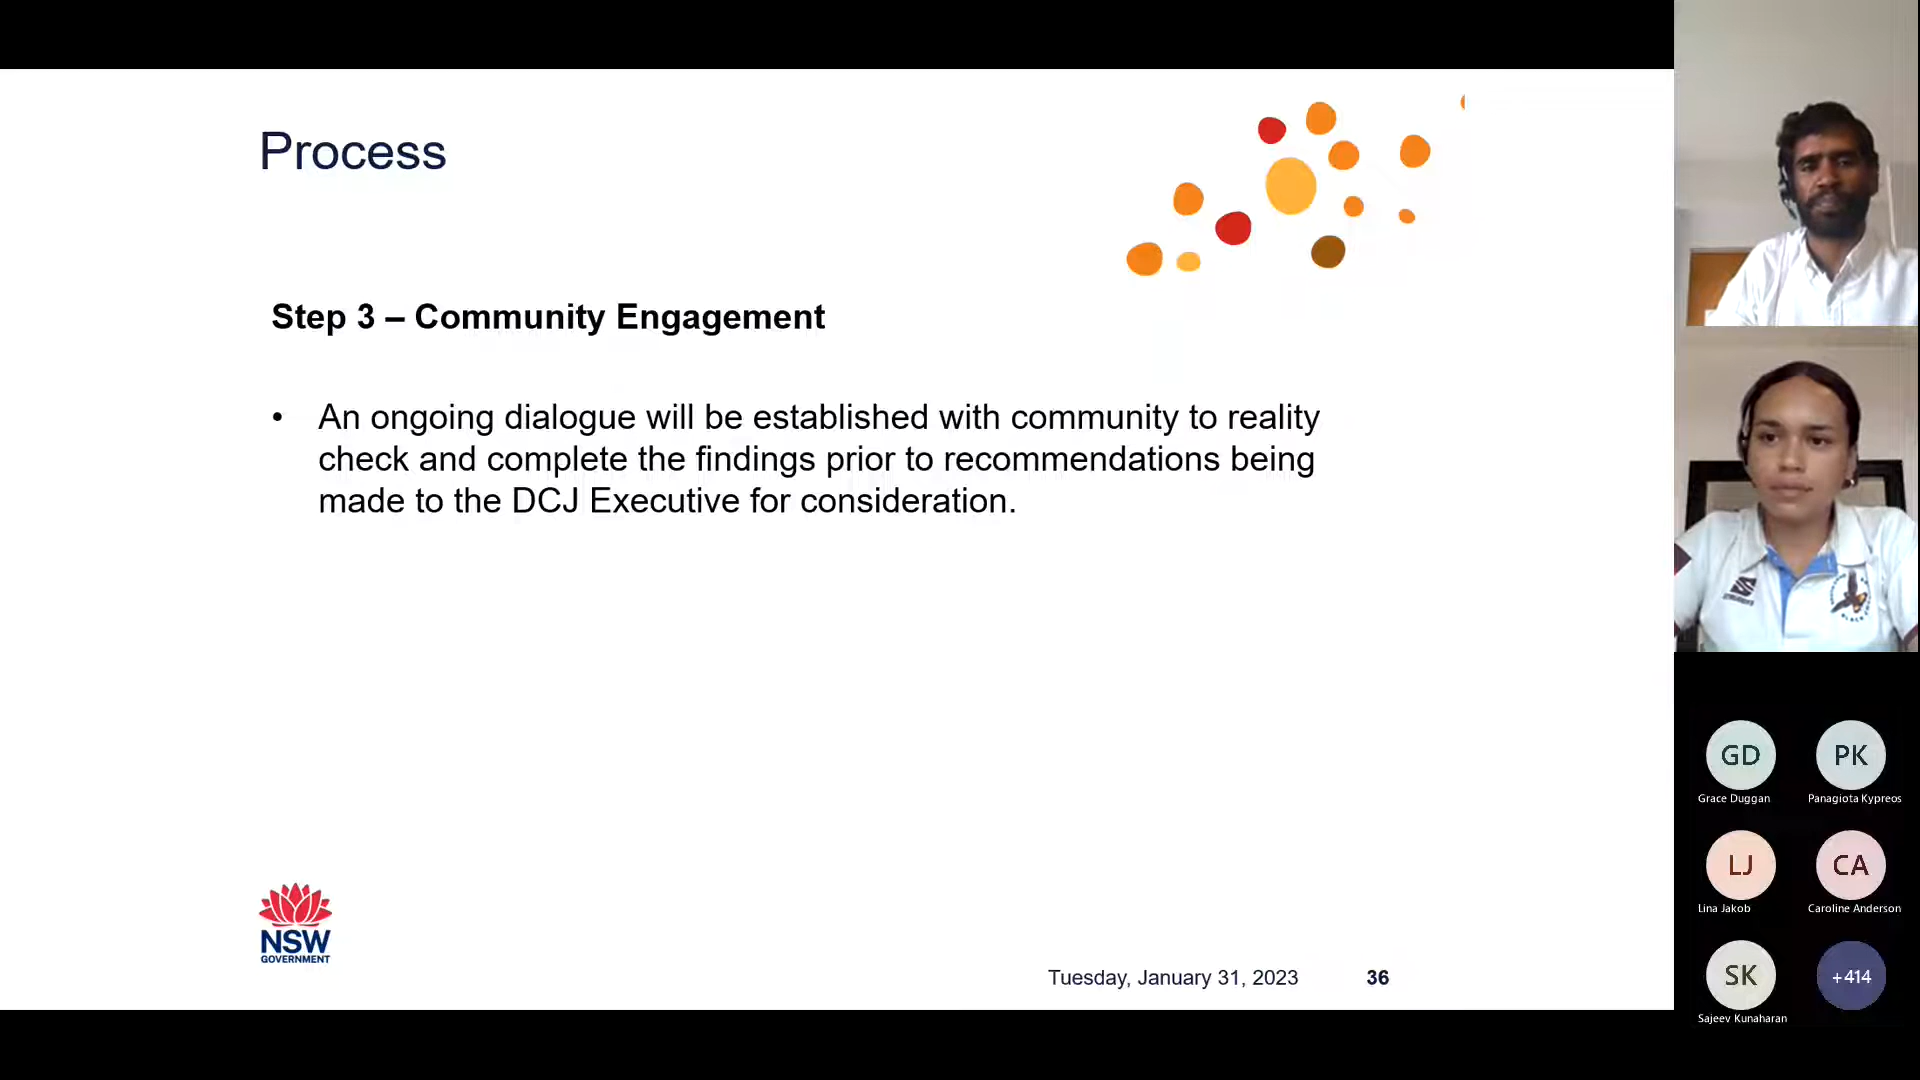 Process
Step 3 – Community Engagement
• An ongoing dialogue will be established with community to reality
check and complete the findings prior to recommendations being
made to the DCJ Executive for consideration.
NSW
GOVERNMENT
Tuesday, January 31, 2023 36
GD PK
Grace Duggan Panagiota Kypreos
LJ CA
Lina Jakob Caroline Anderson
SK +414
Sajeev Kunaharan